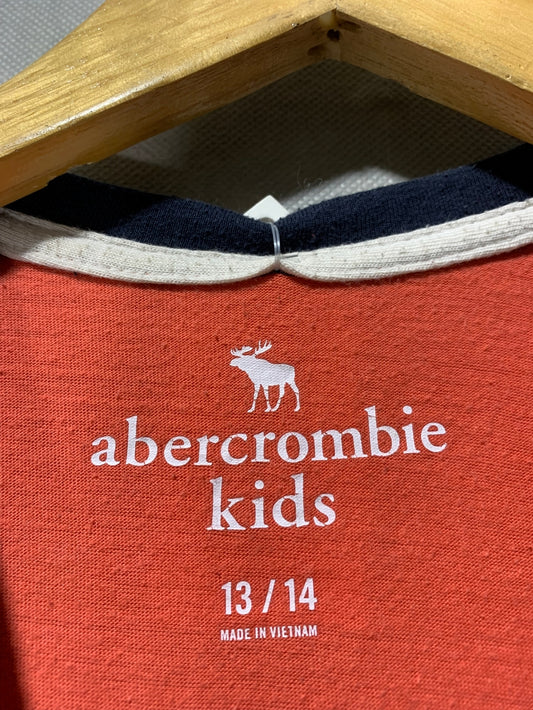 abercrombie
kids
13 / 14
MADE IN VIETNAM